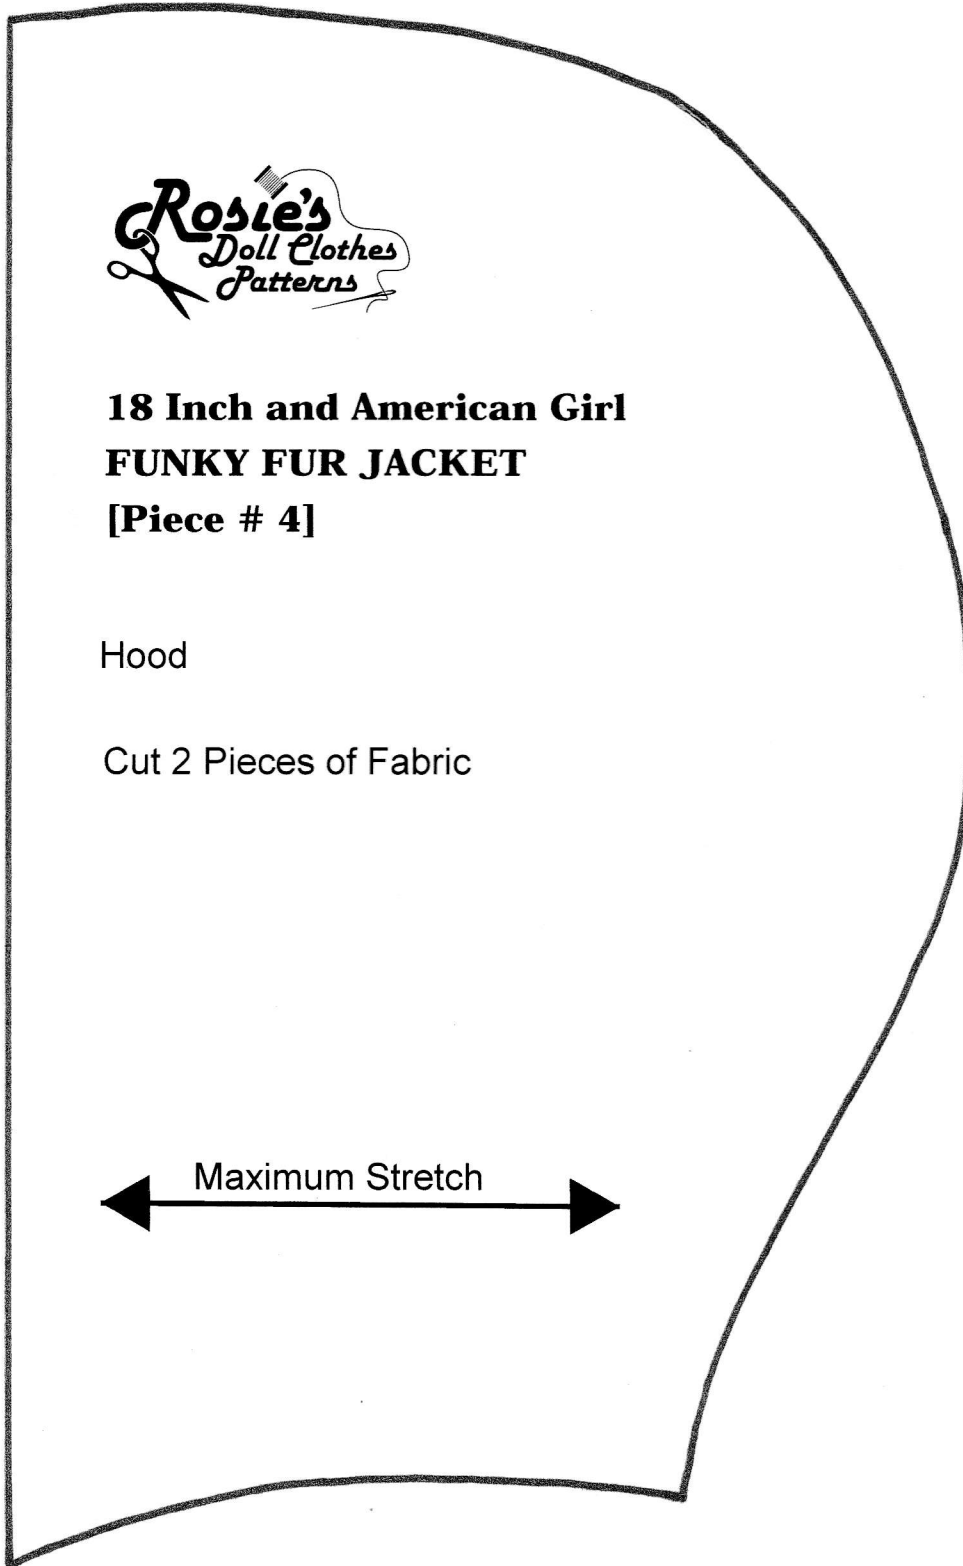 Rosie's
Doll Clothes
Patterns
18 Inch and American Girl
FUNKY FUR JACKET
[Piece # 4]
Hood
Cut 2 Pieces of Fabric
Maximum Stretch